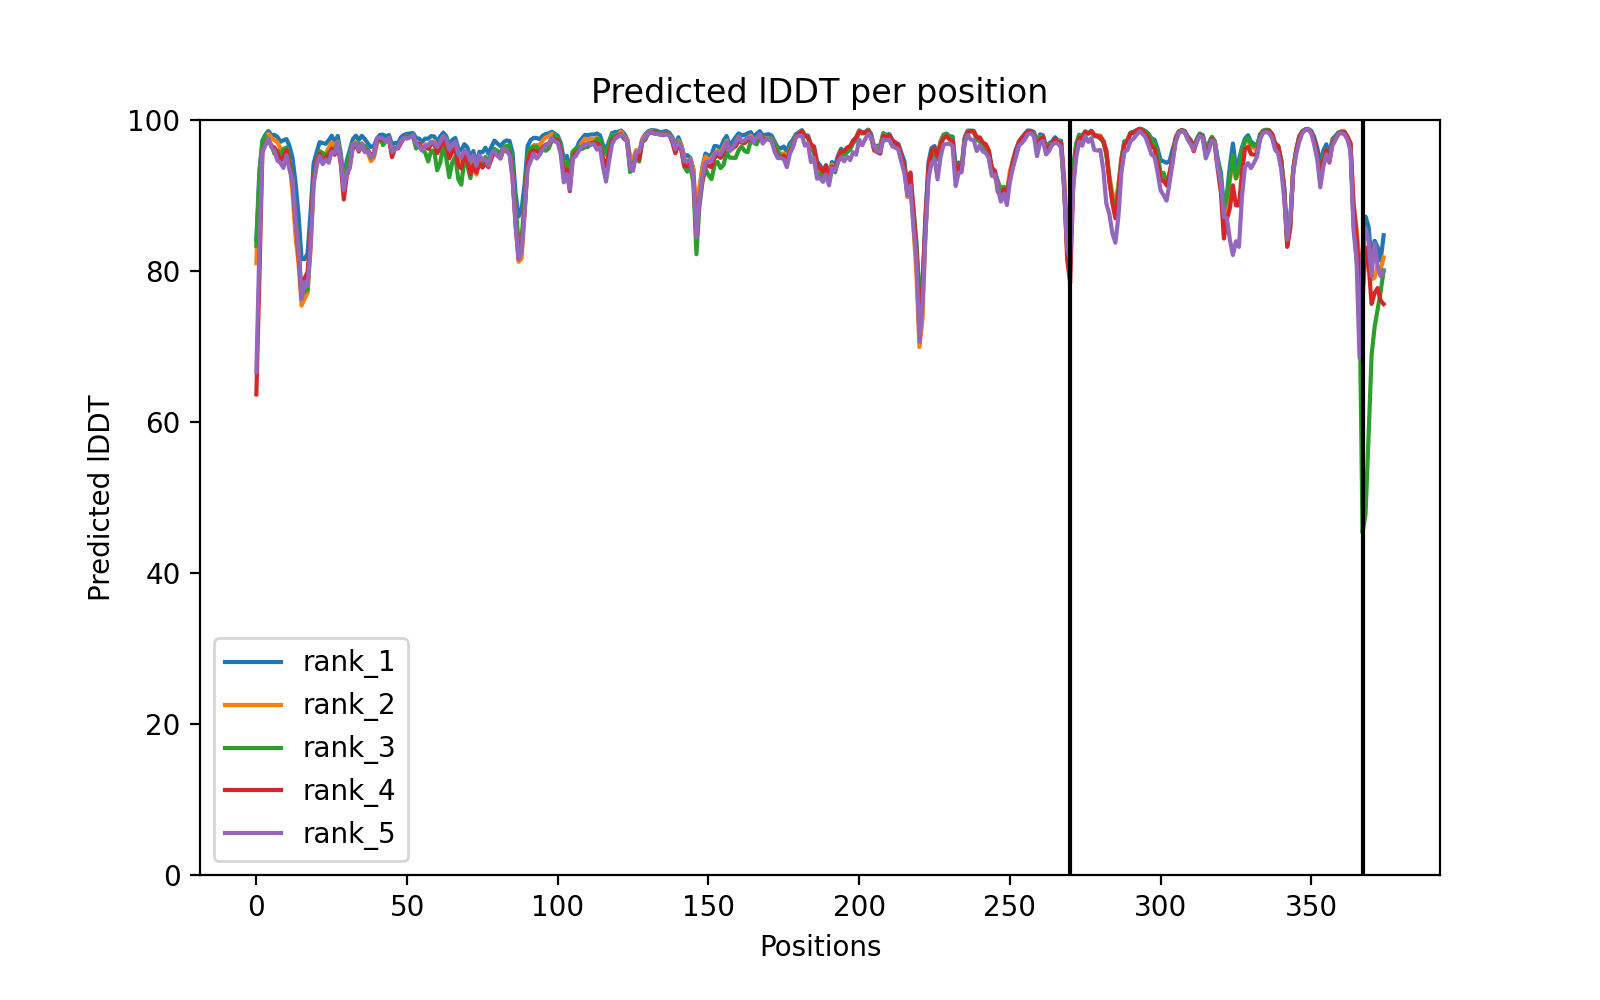 Predicted lDDT per position
100
80
60
40
20
0
Predicted lDDT
rank_1
rank_2
rank_3
rank_4
rank_5
0 50 100 150 200 250 300 350
Positions